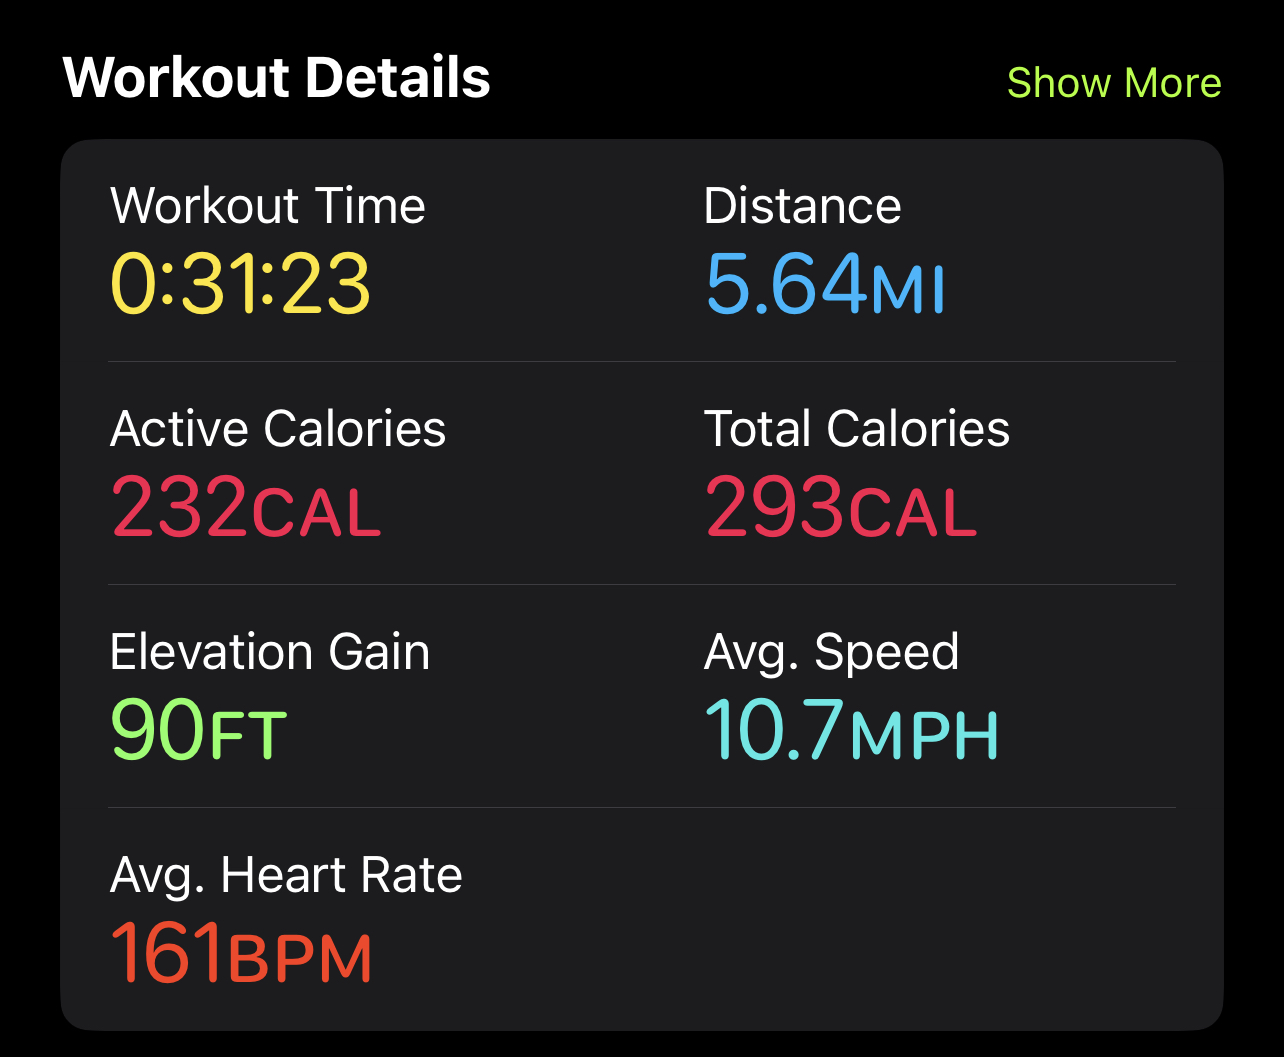 Workout Details
Show More
Workout Time
Distance
0:31:23
5.64MI
Active Calories
Total Calories
232CAL
293CAL
Elevation Gain
Avg. Speed
90FT
10.7MPH
Avg. Heart Rate
161BPM